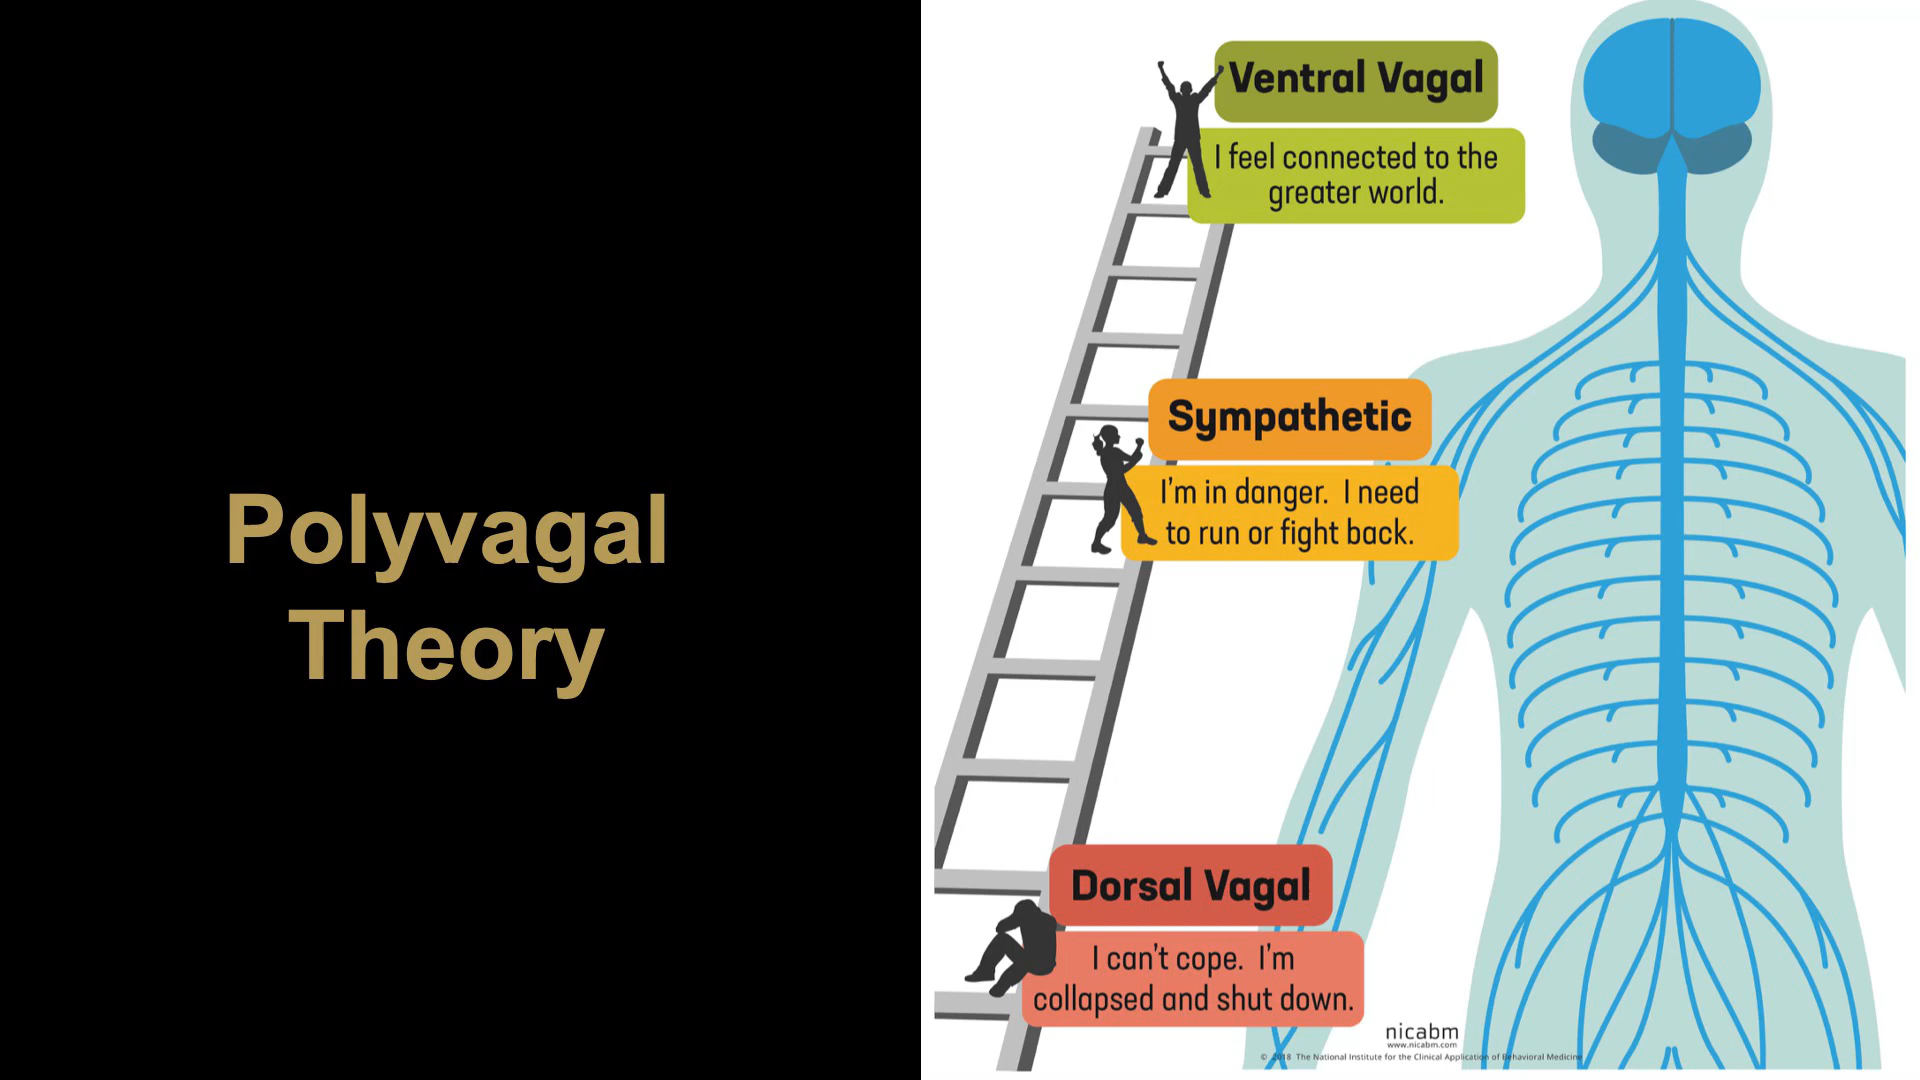 Polyvagal
Theory
Ventral Vagal
I feel connected to the
greater world.
Sympathetic
I'm in danger. I need
to run or fight back.
Dorsal Vagal
I can't cope. I'm
collapsed and shut down.
nicabm
www.nicabm.com
© 2018 The National Institute for the Clinical Application of Behavioral Medicine